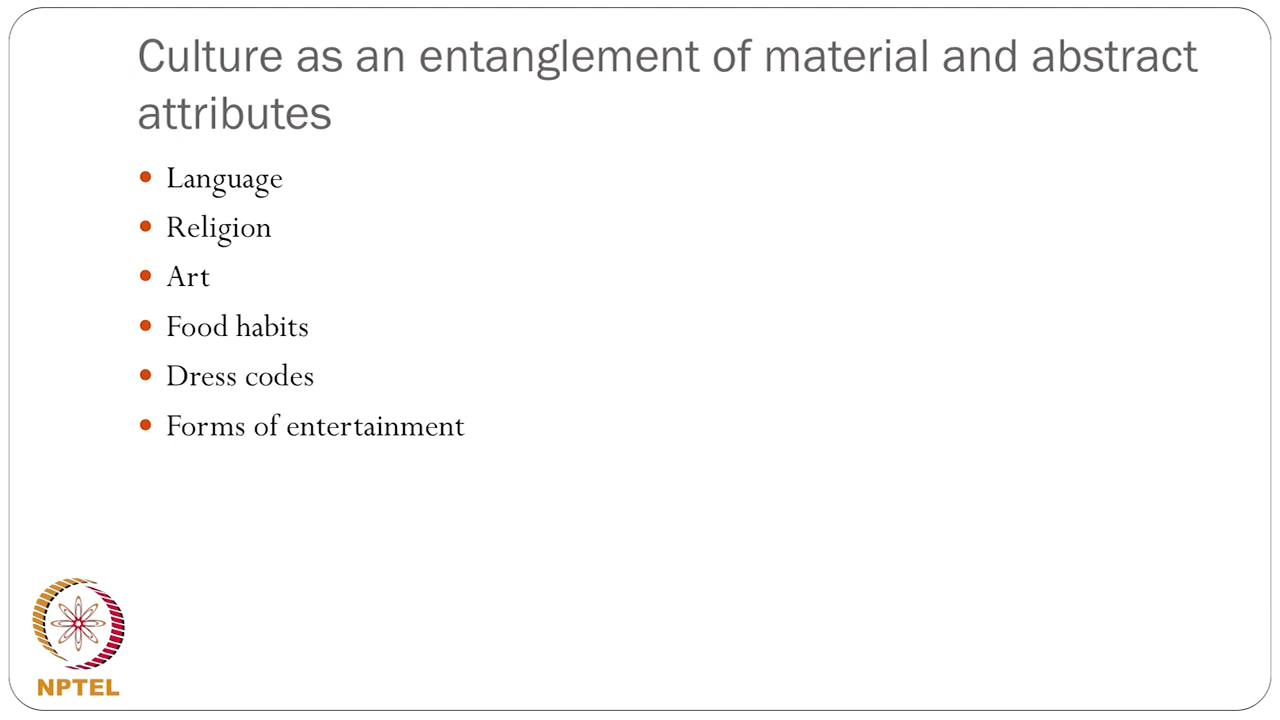 Culture as an entanglement of material and abstract
attributes
Language
Religion
Art
Food habits
Dress codes
Forms of entertainment
NPTEL